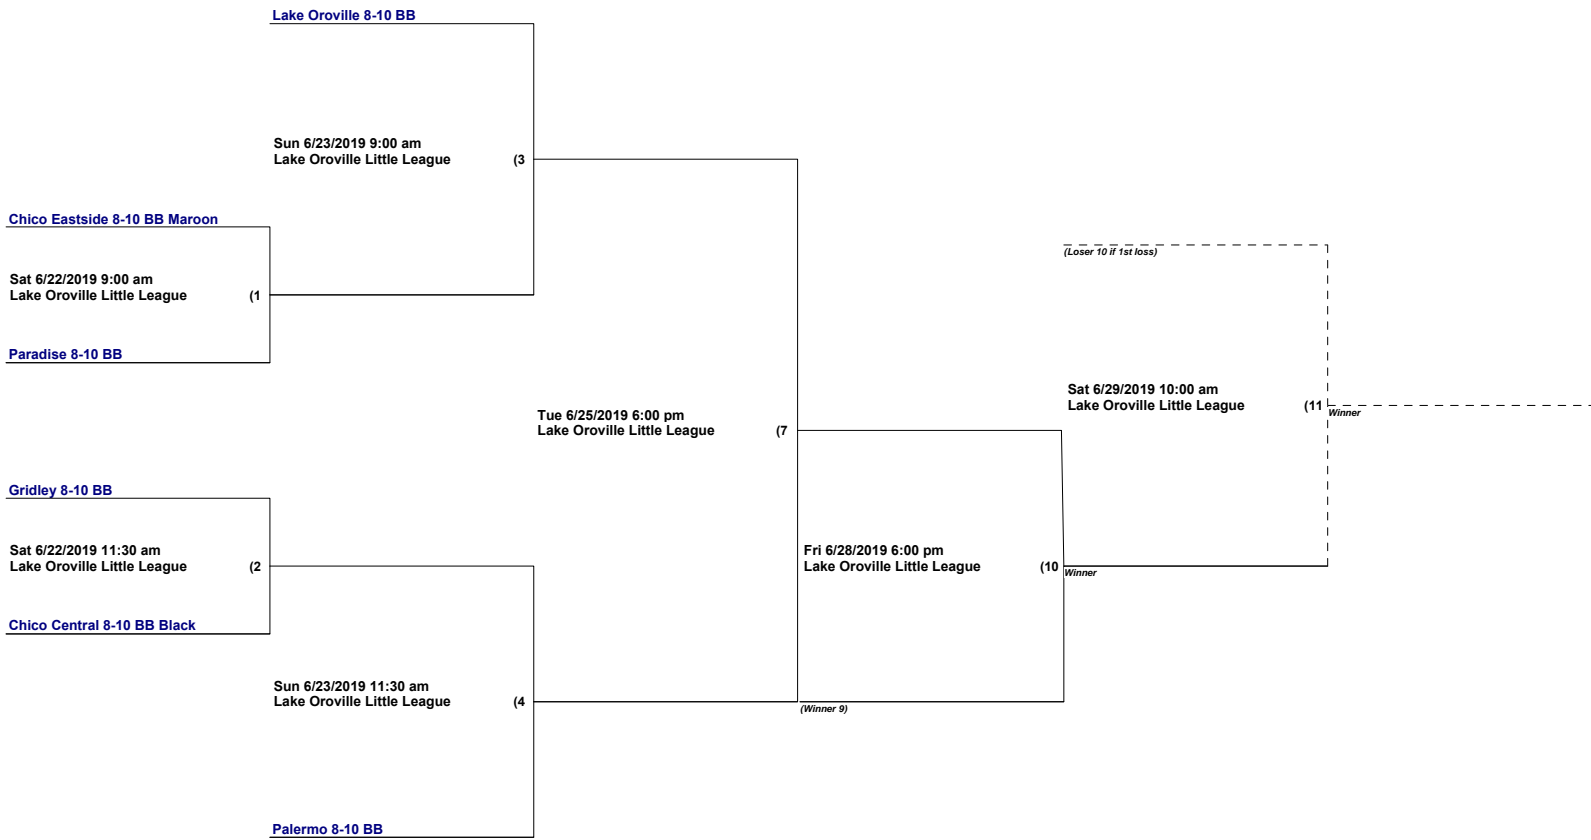 Lake Oroville 8-10 BB
Sun 6/23/2019 9:00 am
Lake Oroville Little League (3
Chico Eastside 8-10 BB Maroon
Sat 6/22/2019 9:00 am
Lake Oroville Little League (1
Paradise 8-10 BB
(Loser 10 if 1st loss)
Sat 6/29/2019 10:00 am
Lake Oroville Little League (11
Winner
Tue 6/25/2019 6:00 pm
Lake Oroville Little League (7
Gridley 8-10 BB
Sat 6/22/2019 11:30 am
Lake Oroville Little League (2
Chico Central 8-10 BB Black
Fri 6/28/2019 6:00 pm
Lake Oroville Little League (10
Winner
Sun 6/23/2019 11:30 am
Lake Oroville Little League (4
(Winner 9)
Palermo 8-10 BB